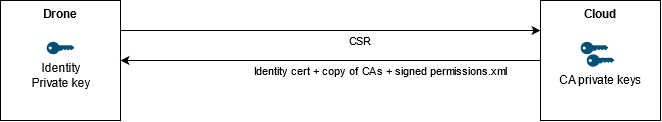 Drone
Cloud
CSR
Identity
Private key
Identity cert + copy of CAs + signed permissions.xml
CA private keys